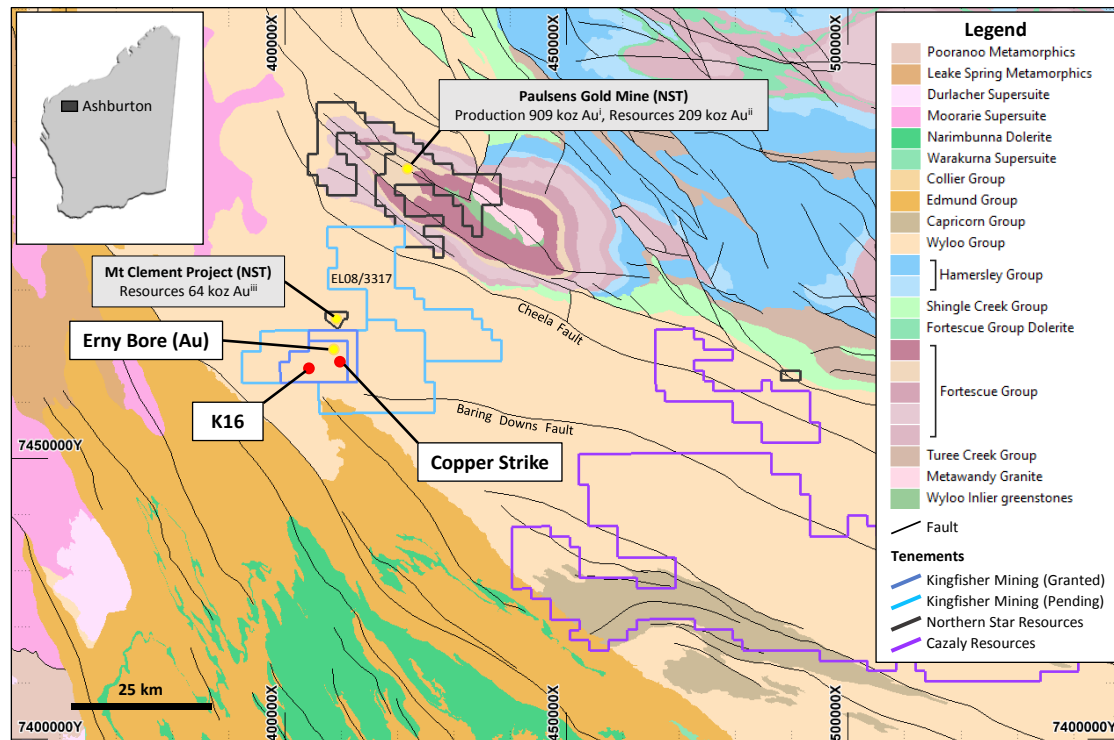 400000X
450000X
500000X
Ashburton
Paulsens Gold Mine (NST)
Production 909 koz Auⁱ, Resources 209 koz Auⁱⁱ
Mt Clement Project (NST)
Resources 64 koz Auⁱⁱⁱ
EL08/3317
Erny Bore (Au)
K16
Copper Strike
Cheela Fault
Baring Downs Fault
7450000Y
25 km
7400000Y
400000X
450000X
500000X
7400000Y
Legend
Pooranoo Metamorphics
Leake Spring Metamorphics
Durlacher Supersuite
Moorarie Supersuite
Narimbunna Dolerite
Warakurna Supersuite
Collier Group
Edmund Group
Capricorn Group
Wyloo Group
Hamersley Group
Shingle Creek Group
Fortescue Group Dolerite
Fortescue Group
Turee Creek Group
Metawandy Granite
Wyloo Inlier greenstones
Fault
Tenements
Kingfisher Mining (Granted)
Kingfisher Mining (Pending)
Northern Star Resources
Cazaly Resources